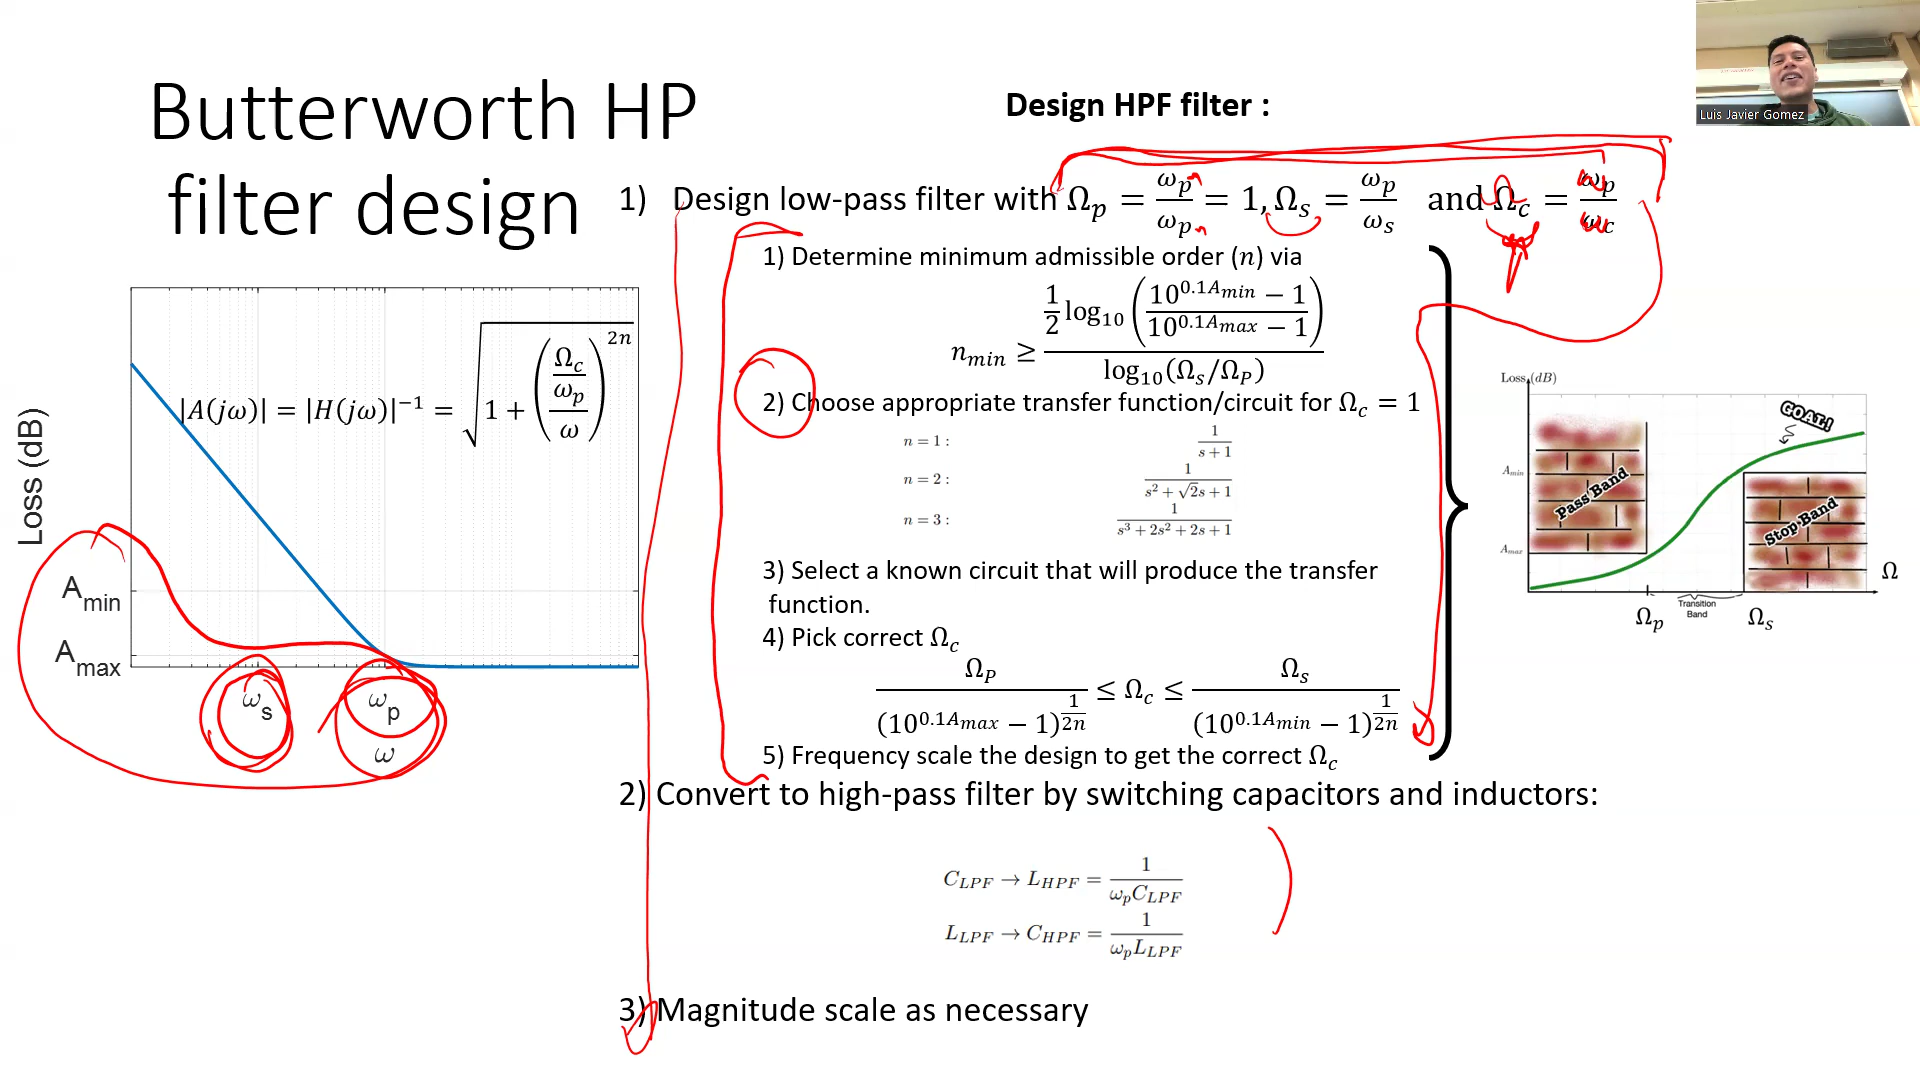 Butterworth HP
filter design
Design HPF filter :
Luis Javier Gomez
1) Design low-pass filter with Ω_p = ω_p/ω_p = 1, Ω_s = ω_p/ω_s and Ω_c = ω_p/ω_c
1) Determine minimum admissible order (n) via
n_min ≥ (1/2 log_10((10^{0.1A_min} − 1)/(10^{0.1A_max} − 1)))/(log_10(Ω_s/Ω_P))
2) Choose appropriate transfer function/circuit for Ω_c = 1
n = 1 : 1/(s + 1)
n = 2 : 1/(s^2 + √2s + 1)
n = 3 : 1/(s^3 + 2s^2 + 2s + 1)
3) Select a known circuit that will produce the transfer
function.
4) Pick correct Ω_c
Ω_P/(10^{0.1A_max} − 1)^{1/2n} ≤ Ω_c ≤ Ω_s/(10^{0.1A_min} − 1)^{1/2n}
5) Frequency scale the design to get the correct Ω_c
2) Convert to high-pass filter by switching capacitors and inductors:
C_LPF → L_HPF = 1/(ω_p C_LPF)
L_LPF → C_HPF = 1/(ω_p L_LPF)
3) Magnitude scale as necessary
Loss (dB)
|A(jω)| = |H(jω)|^{−1} = √(1 + (Ω_c/(ω_p/ω))^{2n})
A_min
A_max
ω_s
ω_p
ω
Loss (dB)
GOAT!
A_min
Pass Band
Stop-Band
A_max
Ω
Transition
Band
Ω_p
Ω_s